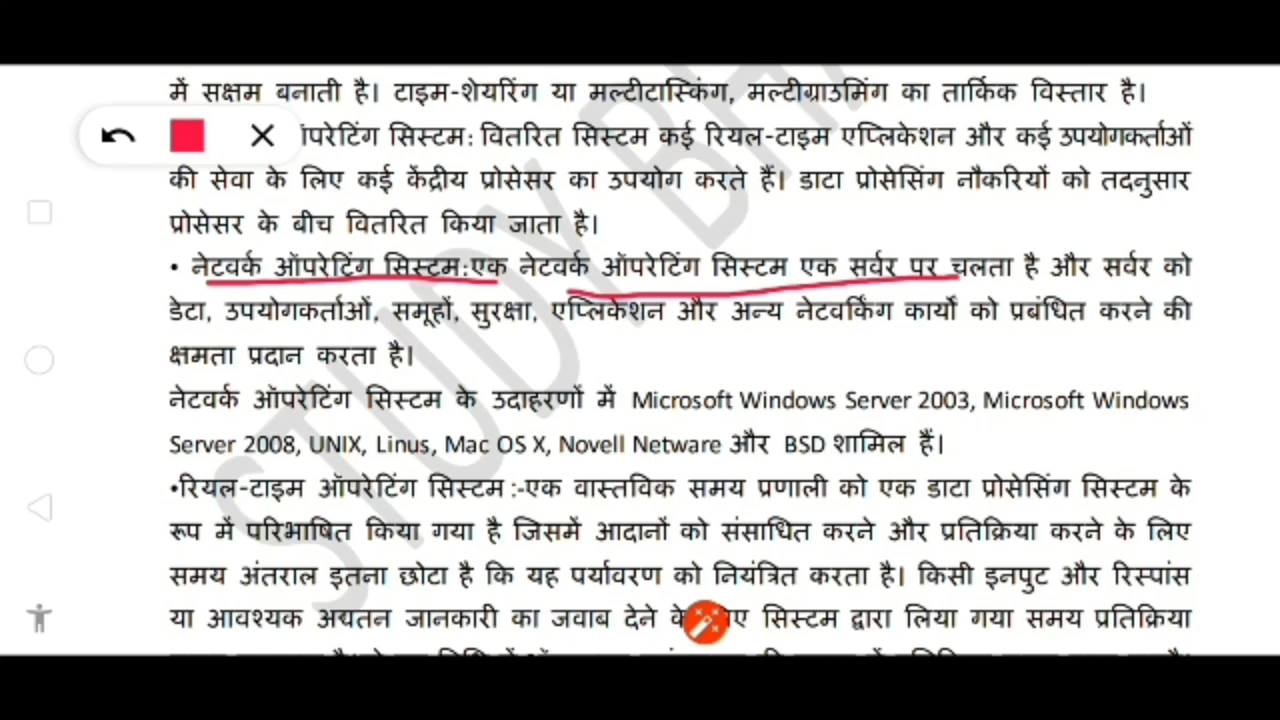 में सक्षम बनाती है। टाइम-शेयरिंग या मल्टीटास्किंग, मल्टीग्राउमिंग का तार्किक विस्तार है।
ऑपरेटिंग सिस्टम: वितरित सिस्टम कई रियल-टाइम एप्लिकेशन और कई उपयोगकर्ताओं
की सेवा के लिए कई केंद्रीय प्रोसेसर का उपयोग करते हैं। डाटा प्रोसेसिंग नौकरियों को तदनुसार
प्रोसेसर के बीच वितरित किया जाता है।
• नेटवर्क ऑपरेटिंग सिस्टम:एक नेटवर्क ऑपरेटिंग सिस्टम एक सर्वर पर चलता है और सर्वर को
डेटा, उपयोगकर्ताओं, समूहों, सुरक्षा, एप्लिकेशन और अन्य नेटवर्किंग कार्यों को प्रबंधित करने की
क्षमता प्रदान करता है।
नेटवर्क ऑपरेटिंग सिस्टम के उदाहरणों में Microsoft Windows Server 2003, Microsoft Windows
Server 2008, UNIX, Linus, Mac OS X, Novell Netware और BSD शामिल हैं।
•रियल-टाइम ऑपरेटिंग सिस्टम :-एक वास्तविक समय प्रणाली को एक डाटा प्रोसेसिंग सिस्टम के
रूप में परिभाषित किया गया है जिसमें आदानों को संसाधित करने और प्रतिक्रिया करने के लिए
समय अंतराल इतना छोटा है कि यह पर्यावरण को नियंत्रित करता है। किसी इनपुट और रिस्पांस
या आवश्यक अद्यतन जानकारी का जवाब देने के लिए सिस्टम द्वारा लिया गया समय प्रतिक्रिया
STUDY